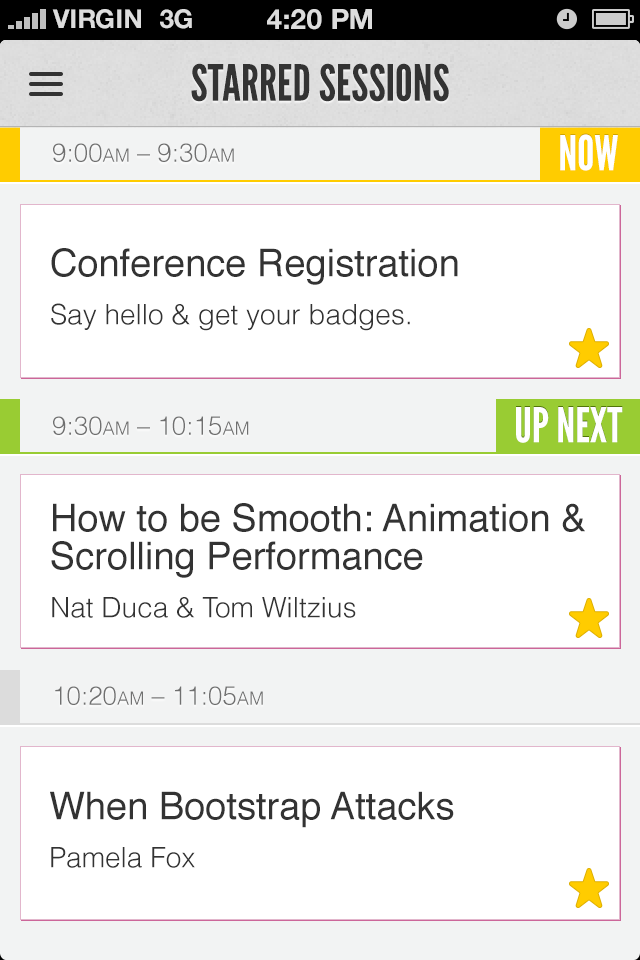 VIRGIN 3G 4:20 PM
STARRED SESSIONS
9:00AM – 9:30AM NOW
Conference Registration
Say hello & get your badges.
9:30AM – 10:15AM UP NEXT
How to be Smooth: Animation &
Scrolling Performance
Nat Duca & Tom Wiltzius
10:20AM – 11:05AM
When Bootstrap Attacks
Pamela Fox